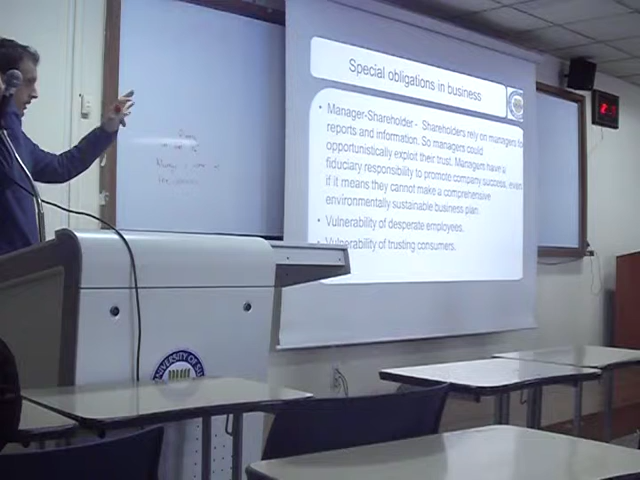 Special obligations in business
• Manager-Shareholder - Shareholders rely on managers for
reports and information. So managers could
opportunistically exploit their trust. Managers have a
fiduciary responsibility to promote company success, even
if it means they cannot make a comprehensive
environmentally sustainable business plan.
• Vulnerability of desperate employees.
• Vulnerability of trusting consumers.
UNIVERSITY OF